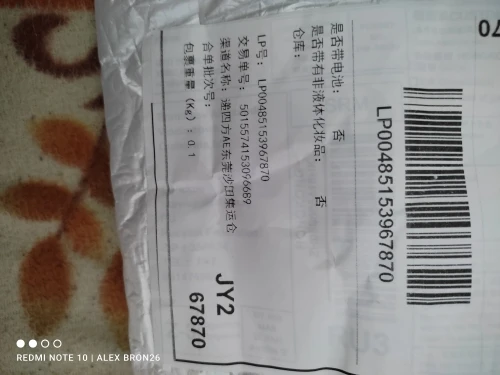 70
LP00485153967870
是否带电池: 否
是否带有非液体化妆品: 否
仓库:
LP号: LP00485153967870
交易单号: 5015574153096689
渠道名称: 递四方AE东莞沙田集运仓
合单批次号:
包裹重量 (Kg) : 0.1
JY2
67870
REDMI NOTE 10 | ALEX BRON26